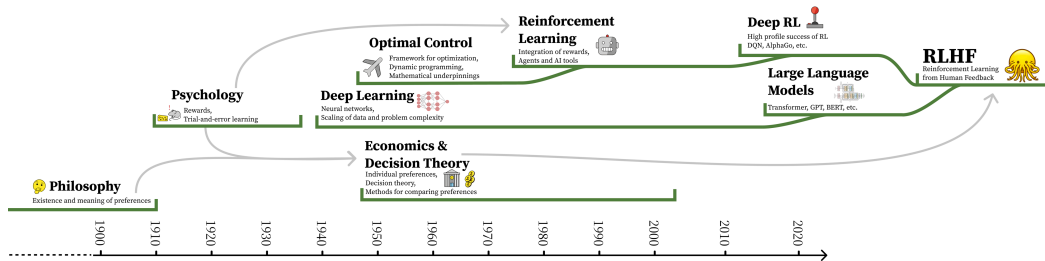 Reinforcement
Learning
Integration of rewards,
Agents and AI tools
Deep RL
High profile success of RL
DQN, AlphaGo, etc.
Optimal Control
Framework for optimization,
Dynamic programming,
Mathematical underpinnings
RLHF
Reinforcement Learning
from Human Feedback
Large Language
Models
Transformer, GPT, BERT, etc.
Psychology
Rewards,
Trial-and-error learning
Deep Learning
Neural networks,
Scaling of data and problem complexity
Economics &
Decision Theory
Individual preferences,
Decision theory,
Methods for comparing preferences
Philosophy
Existence and meaning of preferences
1900
1910
1920
1930
1940
1950
1960
1970
1980
1990
2000
2010
2020